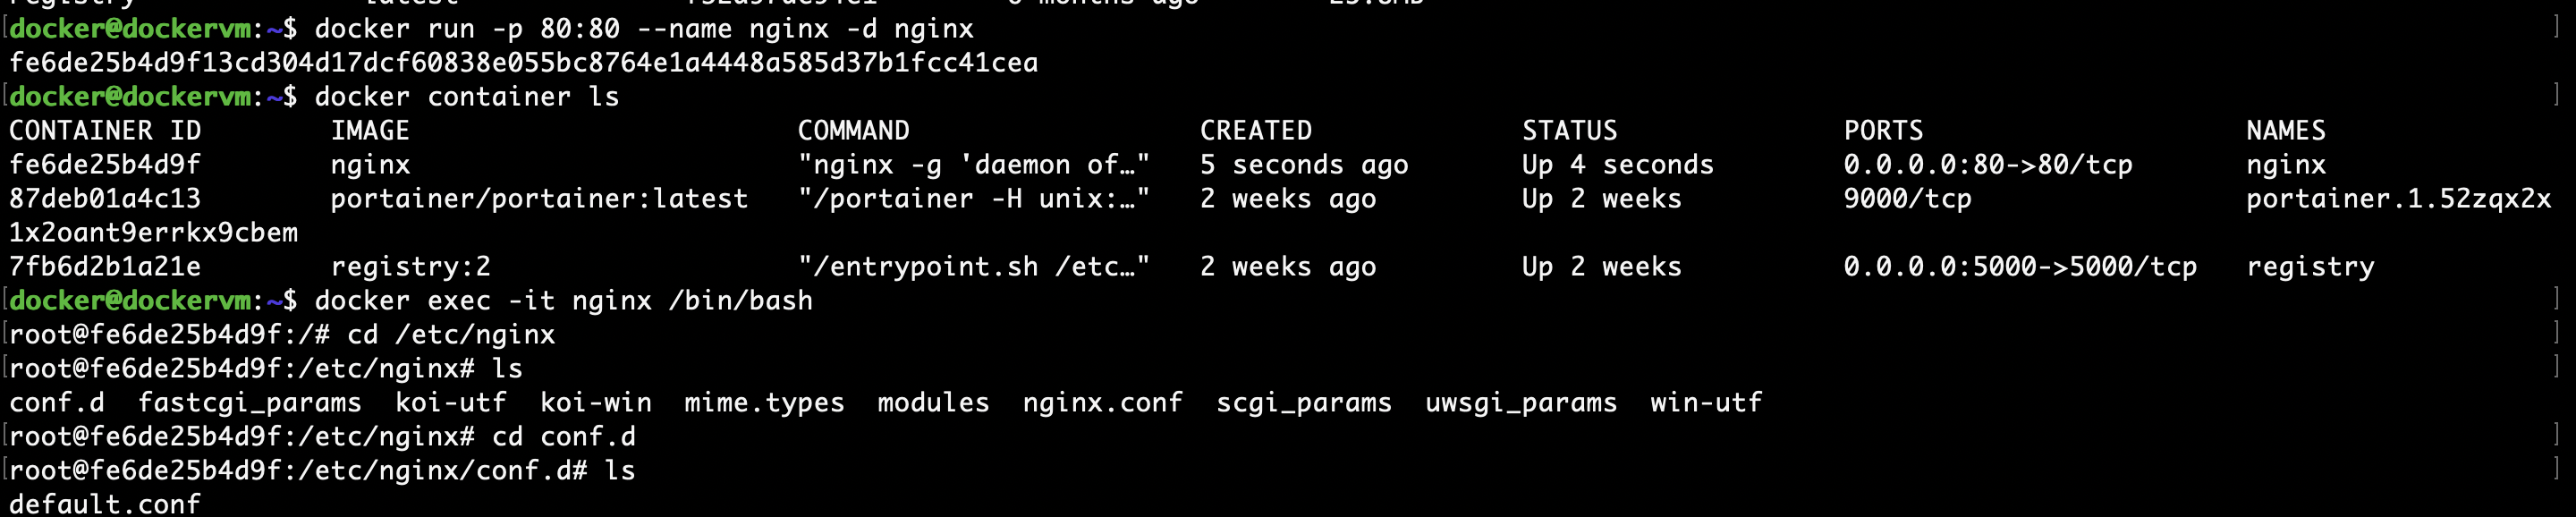 docker@dockervm:~$ docker run -p 80:80 --name nginx -d nginx
fe6de25b4d9f13cd304d17dcf60838e055bc8764e1a4448a585d37b1fcc41cea
docker@dockervm:~$ docker container ls
CONTAINER ID        IMAGE                        COMMAND                  CREATED             STATUS              PORTS                    NAMES
fe6de25b4d9f        nginx                        "nginx -g 'daemon of…"   5 seconds ago       Up 4 seconds        0.0.0.0:80->80/tcp       nginx
87deb01a4c13        portainer/portainer:latest   "/portainer -H unix:…"   2 weeks ago         Up 2 weeks          9000/tcp                 portainer.1.52zqx2x
1x2oant9errkx9cbem
7fb6d2b1a21e        registry:2                   "/entrypoint.sh /etc…"   2 weeks ago         Up 2 weeks          0.0.0.0:5000->5000/tcp   registry
docker@dockervm:~$ docker exec -it nginx /bin/bash
root@fe6de25b4d9f:/# cd /etc/nginx
root@fe6de25b4d9f:/etc/nginx# ls
conf.d  fastcgi_params  koi-utf  koi-win  mime.types  modules  nginx.conf  scgi_params  uwsgi_params  win-utf
root@fe6de25b4d9f:/etc/nginx# cd conf.d
root@fe6de25b4d9f:/etc/nginx/conf.d# ls
default.conf